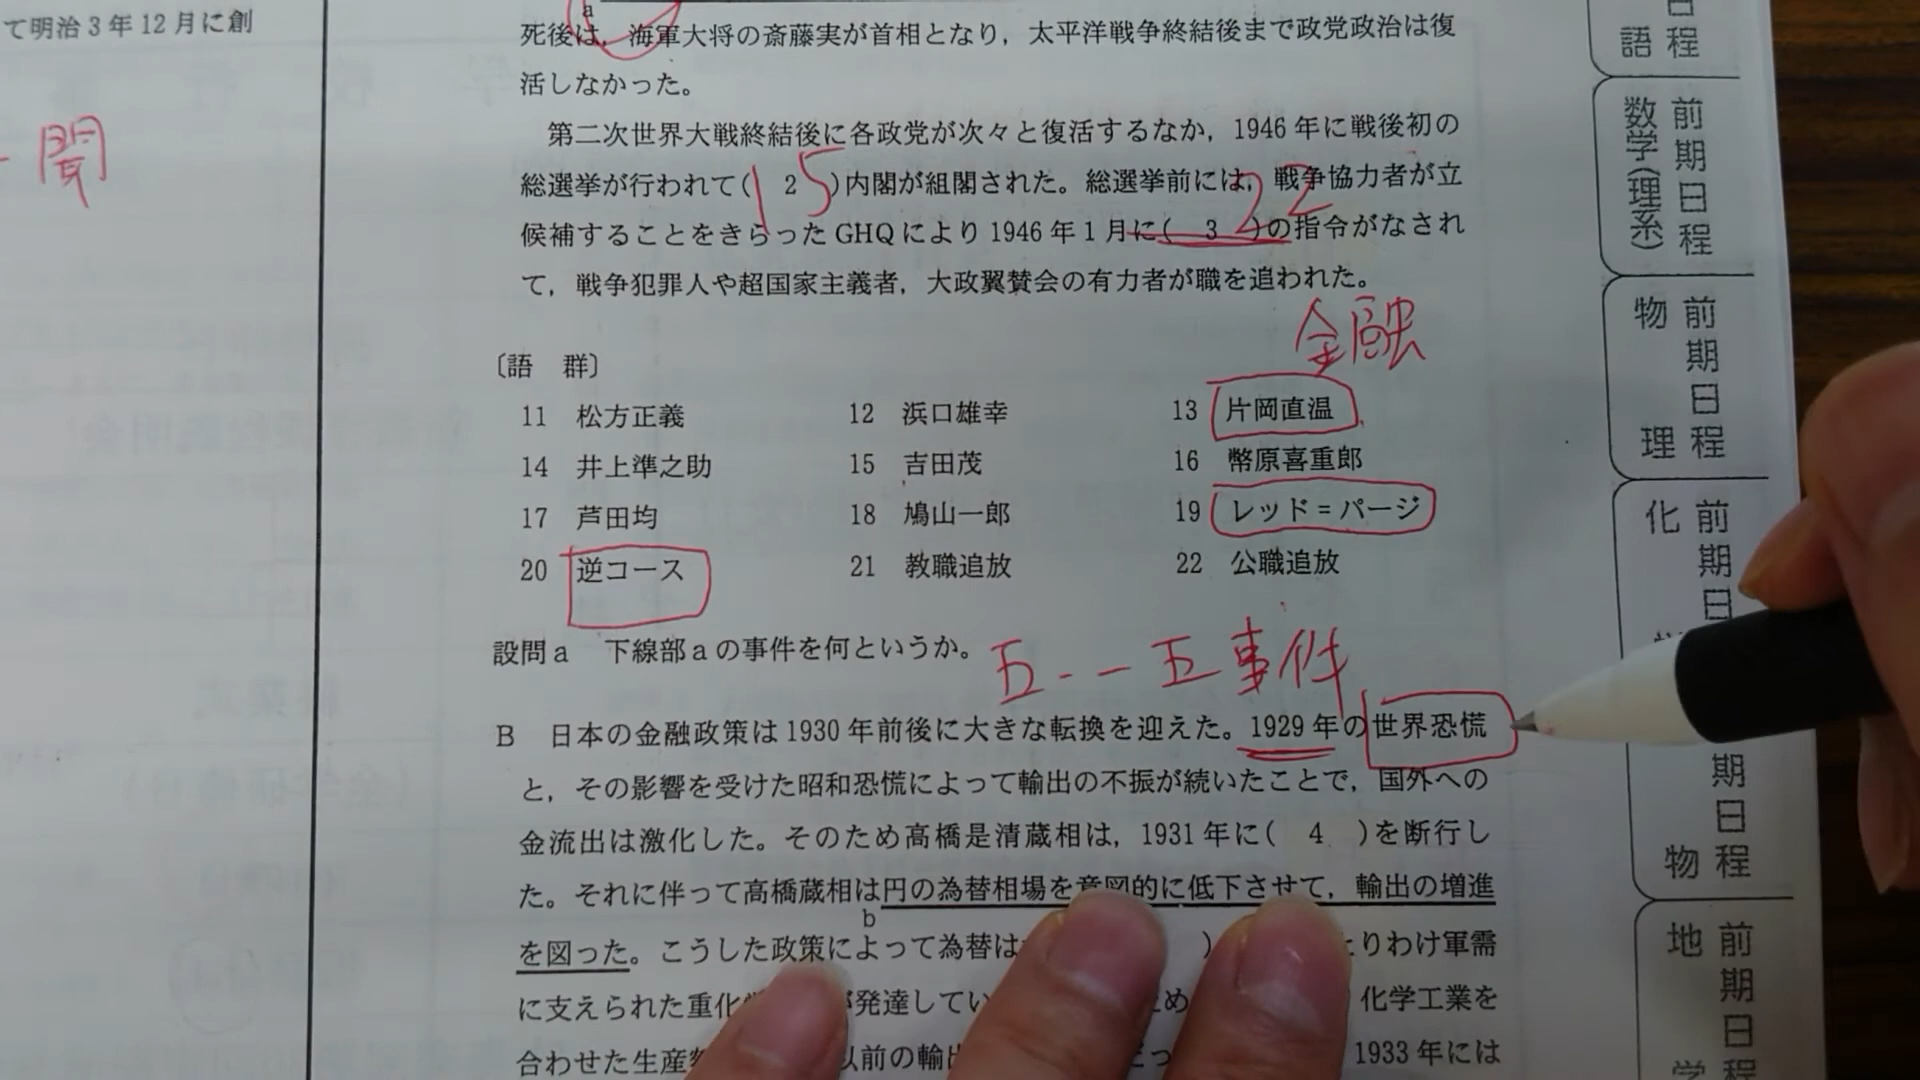 て明治3年12月に創
聞
a
死後は，海軍大将の斎藤実が首相となり，太平洋戦争終結後まで政党政治は復
活しなかった。
第二次世界大戦終結後に各政党が次々と復活するなか，1946年に戦後初の
総選挙が行われて( 2 )内閣が組閣された。総選挙前には，戦争協力者が立
15
22
候補することをきらったGHQにより1946年1月に( 3 )の指令がなされ
て，戦争犯罪人や超国家主義者，大政翼賛会の有力者が職を追われた。
金融
〔語 群〕
11 松方正義 12 浜口雄幸 13 片岡直温
14 井上準之助 15 吉田茂 16 幣原喜重郎
17 芦田均 18 鳩山一郎 19 レッド＝パージ
20 逆コース 21 教職追放 22 公職追放
設問a 下線部aの事件を何というか。
五・一五事件
B 日本の金融政策は1930年前後に大きな転換を迎えた。1929年の世界恐慌
と，その影響を受けた昭和恐慌によって輸出の不振が続いたことで，国外への
金流出は激化した。そのため高橋是清蔵相は，1931年に( 4 )を断行し
た。それに伴って高橋蔵相は円の為替相場を意図的に低下させて，輸出の増進
b
を図った。こうした政策によって為替は とりわけ軍需
に支えられた重化 が発達してい 化学工業を
合わせた生産 以前の輸出 1933年には
日程
語
前期日程
数学(理系)
前期日程
物理
前期日
化
期日程
物
前期日程
地学